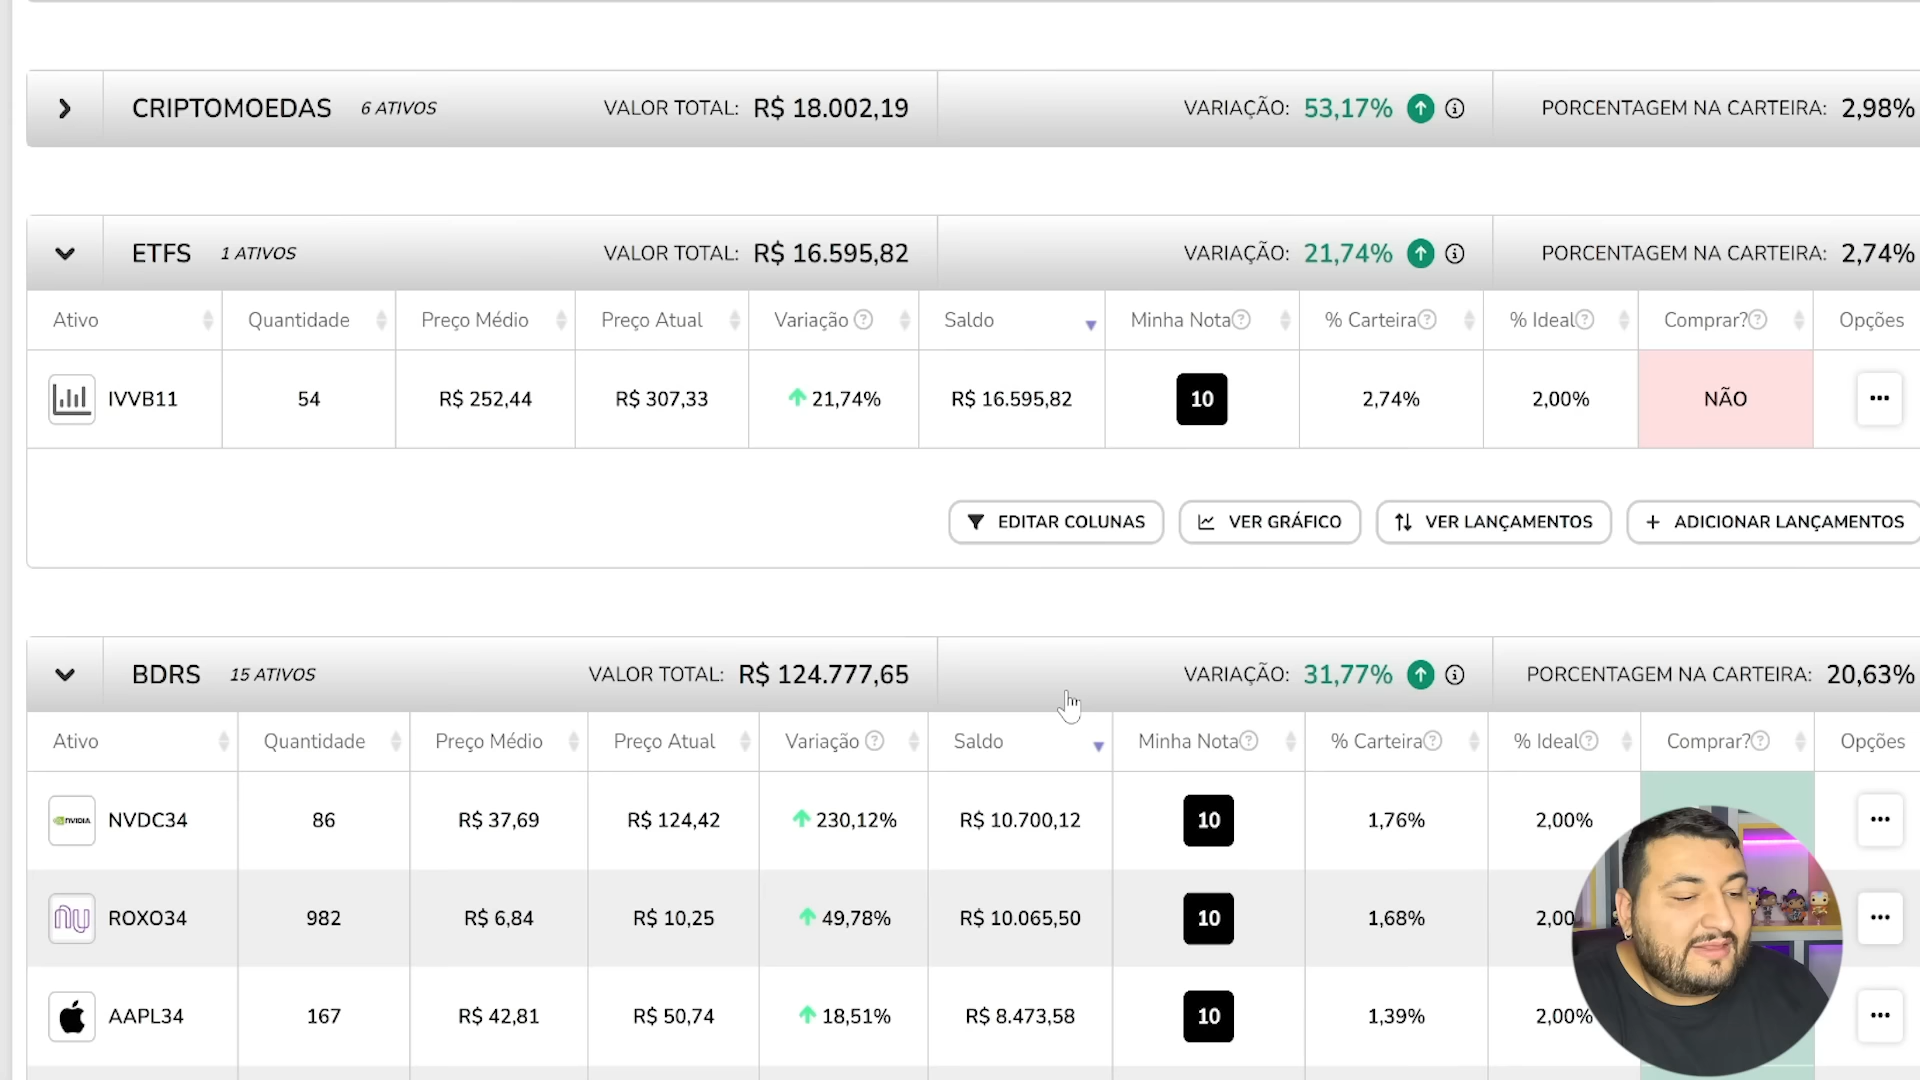 CRIPTOMOEDAS 6 ATIVOS VALOR TOTAL: R$ 18.002,19 VARIAÇÃO: 53,17% PORCENTAGEM NA CARTEIRA: 2,98%
ETFS 1 ATIVOS VALOR TOTAL: R$ 16.595,82 VARIAÇÃO: 21,74% PORCENTAGEM NA CARTEIRA: 2,74%
Ativo Quantidade Preço Médio Preço Atual Variação Saldo Minha Nota % Carteira % Ideal Comprar? Opções
IVVB11 54 R$ 252,44 R$ 307,33 21,74% R$ 16.595,82 10 2,74% 2,00% NÃO
EDITAR COLUNAS VER GRÁFICO VER LANÇAMENTOS + ADICIONAR LANÇAMENTOS
BDRS 15 ATIVOS VALOR TOTAL: R$ 124.777,65 VARIAÇÃO: 31,77% PORCENTAGEM NA CARTEIRA: 20,63%
Ativo Quantidade Preço Médio Preço Atual Variação Saldo Minha Nota % Carteira % Ideal Comprar? Opções
NVIDIA NVDC34 86 R$ 37,69 R$ 124,42 230,12% R$ 10.700,12 10 1,76% 2,00%
nu ROXO34 982 R$ 6,84 R$ 10,25 49,78% R$ 10.065,50 10 1,68% 2,00
AAPL34 167 R$ 42,81 R$ 50,74 18,51% R$ 8.473,58 10 1,39% 2,00%